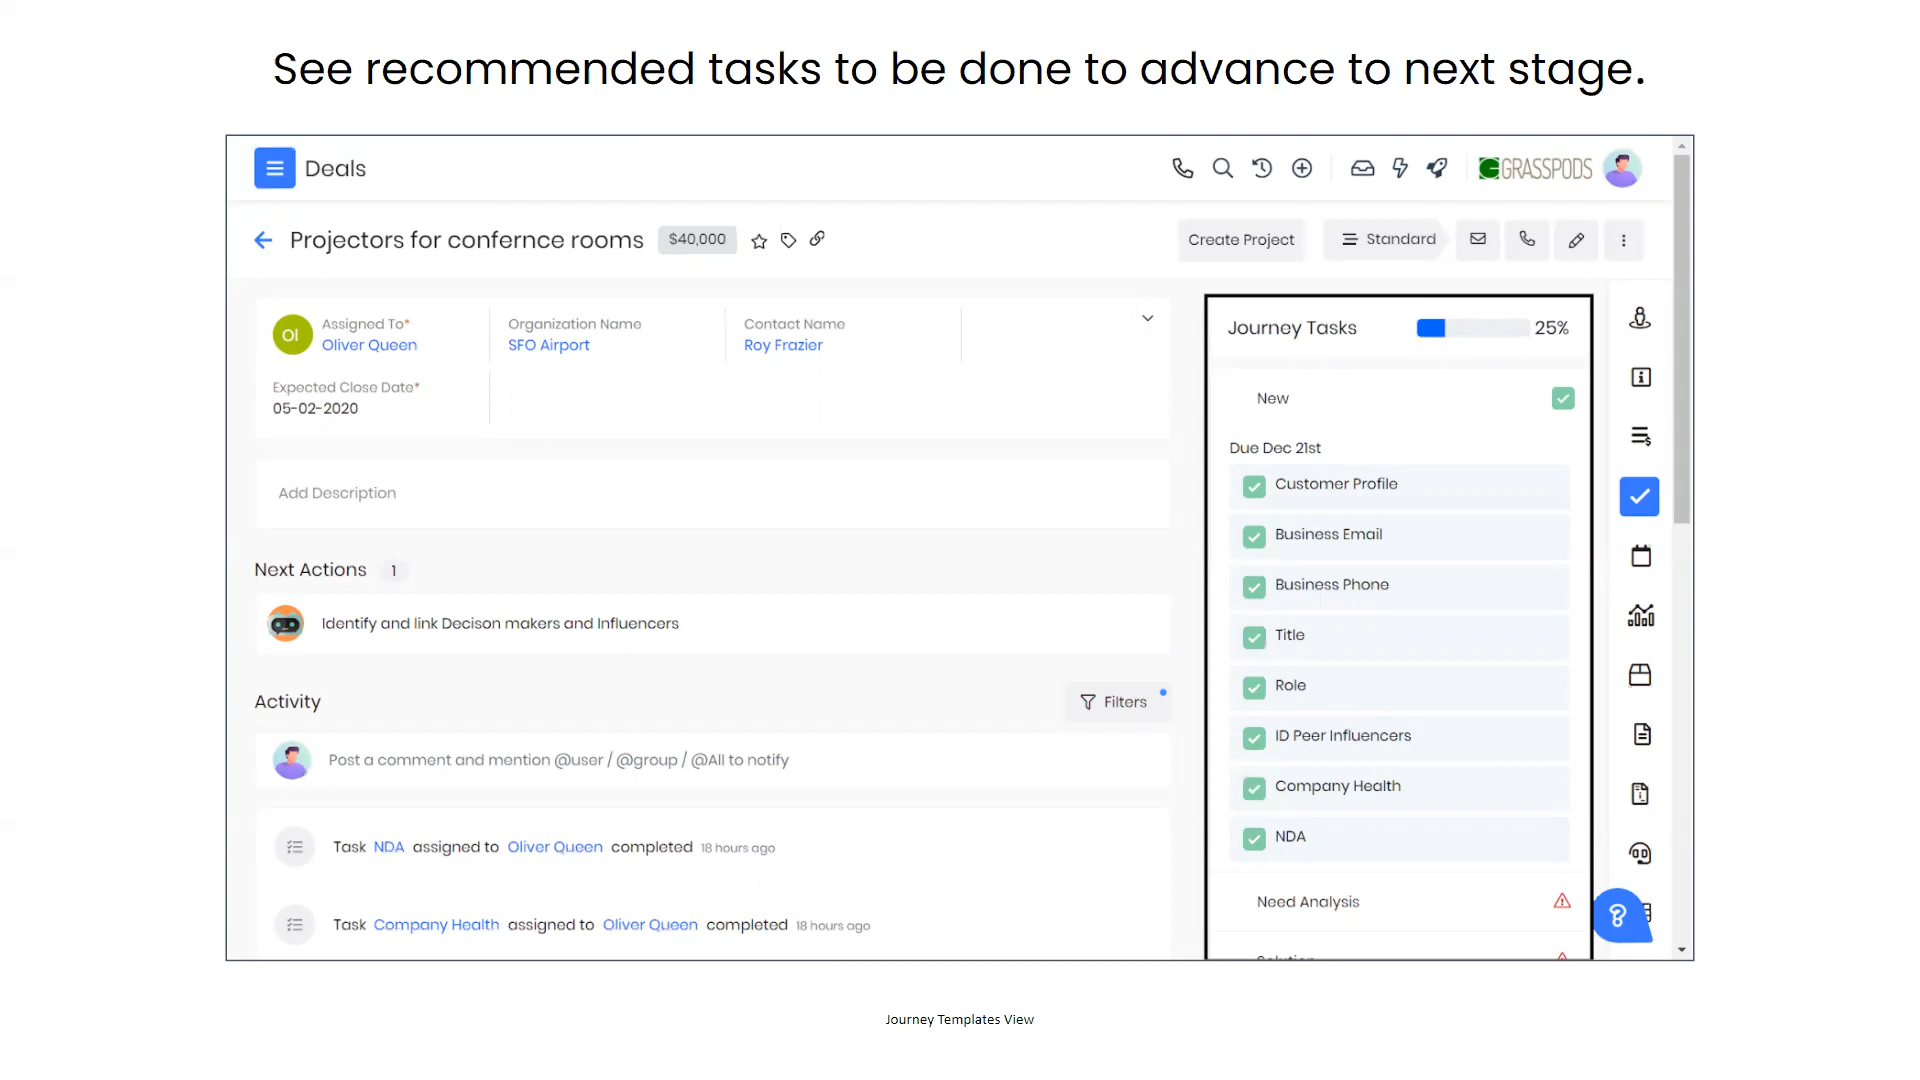 See recommended tasks to be done to advance to next stage.
Deals
GRASSPODS
Projectors for confernce rooms
$40,000
Create Project
Standard
OI
Assigned To*
Oliver Queen
Organization Name
SFO Airport
Contact Name
Roy Frazier
Expected Close Date*
05-02-2020
Add Description
Next Actions 1
Identify and link Decison makers and Influencers
Activity
Filters
Post a comment and mention @user / @group / @All to notify
Task NDA assigned to Oliver Queen completed 18 hours ago
Task Company Health assigned to Oliver Queen completed 18 hours ago
Journey Tasks
25%
New
Due Dec 21st
Customer Profile
Business Email
Business Phone
Title
Role
ID Peer Influencers
Company Health
NDA
Need Analysis
Solution
Journey Templates View